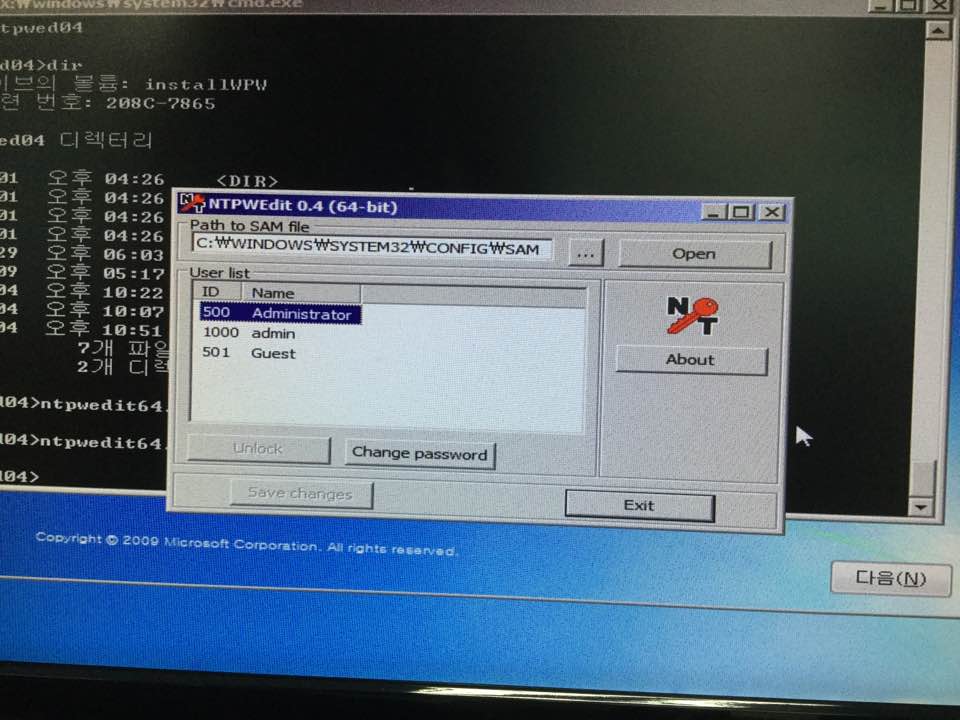 X:₩windows₩system32₩cmd.exe
ntpwed04
ed04>dir
이브의 볼륨: installWPW
련 번호: 208C-7865
ed04 디렉터리
01 오후 04:26 <DIR>
01 오후 04:26
01 오후 04:26
01 오후 04:26
29 오후 06:03
09 오후 05:17
04 오후 10:22
04 오후 10:07
04 오후 10:51
7개 파일
2개 디렉
d04>ntpwedit64.
d04>ntpwedit64.
d04>
NTPWEdit 0.4 (64-bit)
Path to SAM file
C:₩WINDOWS₩SYSTEM32₩CONFIG₩SAM
...
Open
User list
ID Name
500 Administrator
1000 admin
501 Guest
NT
About
Unlock
Change password
Save changes
Exit
Copyright © 2009 Microsoft Corporation. All rights reserved.
다음(N)